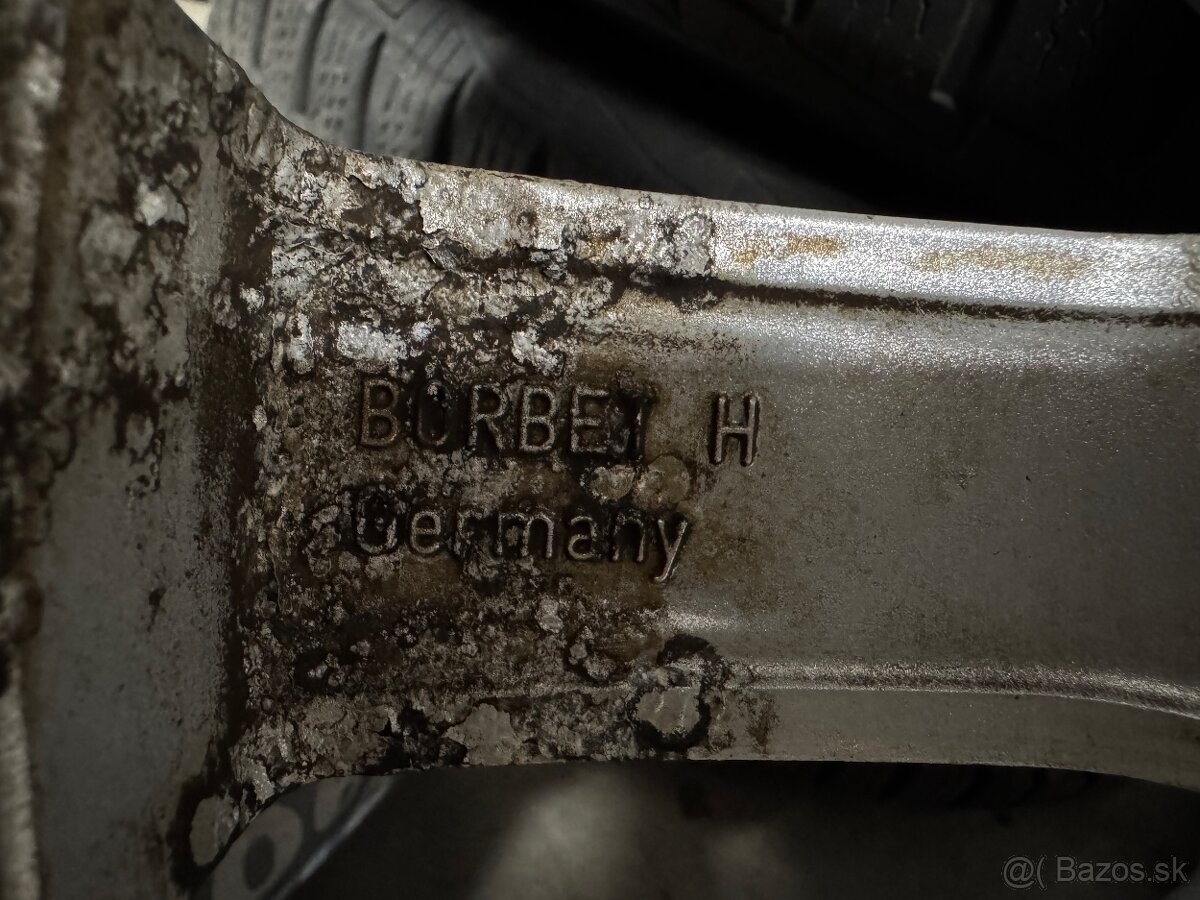 BORBET H
Germany
@( Bazos.sk